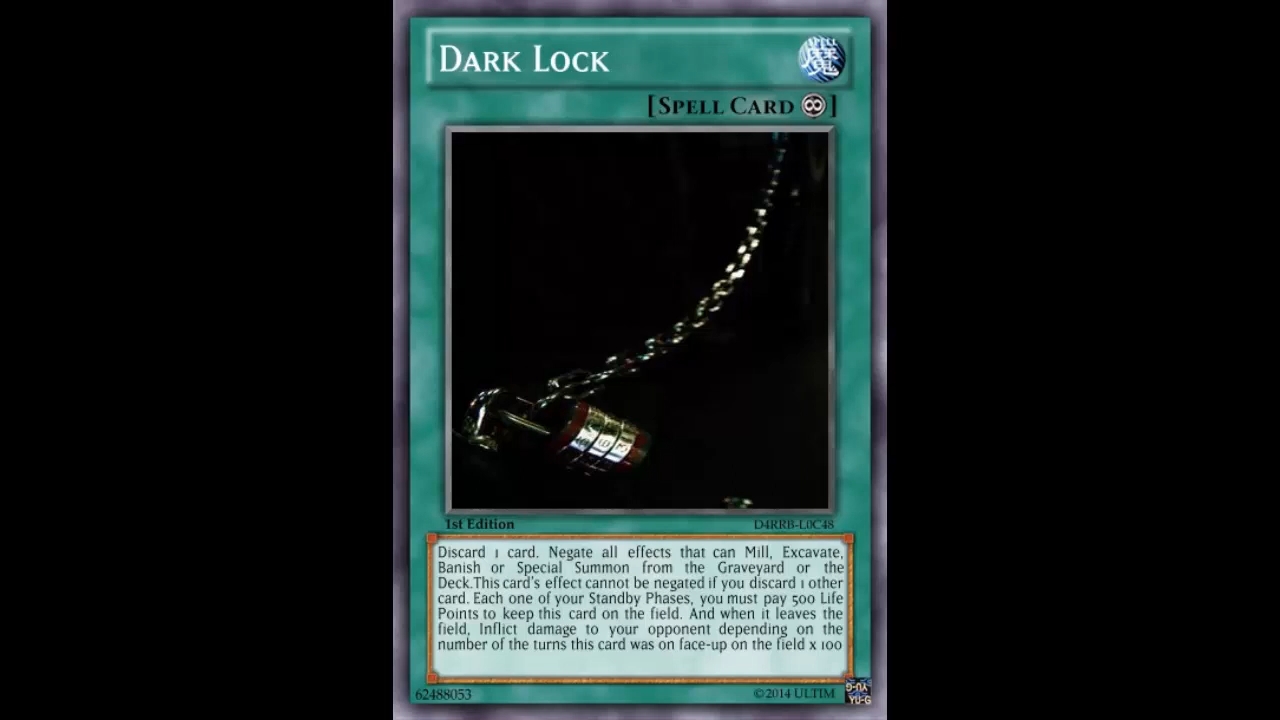 DARK LOCK
SPELL
魔
[SPELL CARD ]
1st Edition
D4RRB-L0C48
Discard 1 card. Negate all effects that can Mill, Excavate,
Banish or Special Summon from the Graveyard or the
Deck.This card's effect cannot be negated if you discard 1 other
card. Each one of your Standby Phases, you must pay 500 Life
Points to keep this card on the field. And when it leaves the
field, Inflict damage to your opponent depending on the
number of the turns this card was on face-up on the field x 100
62488053
©2014 ULTIM
YU-G